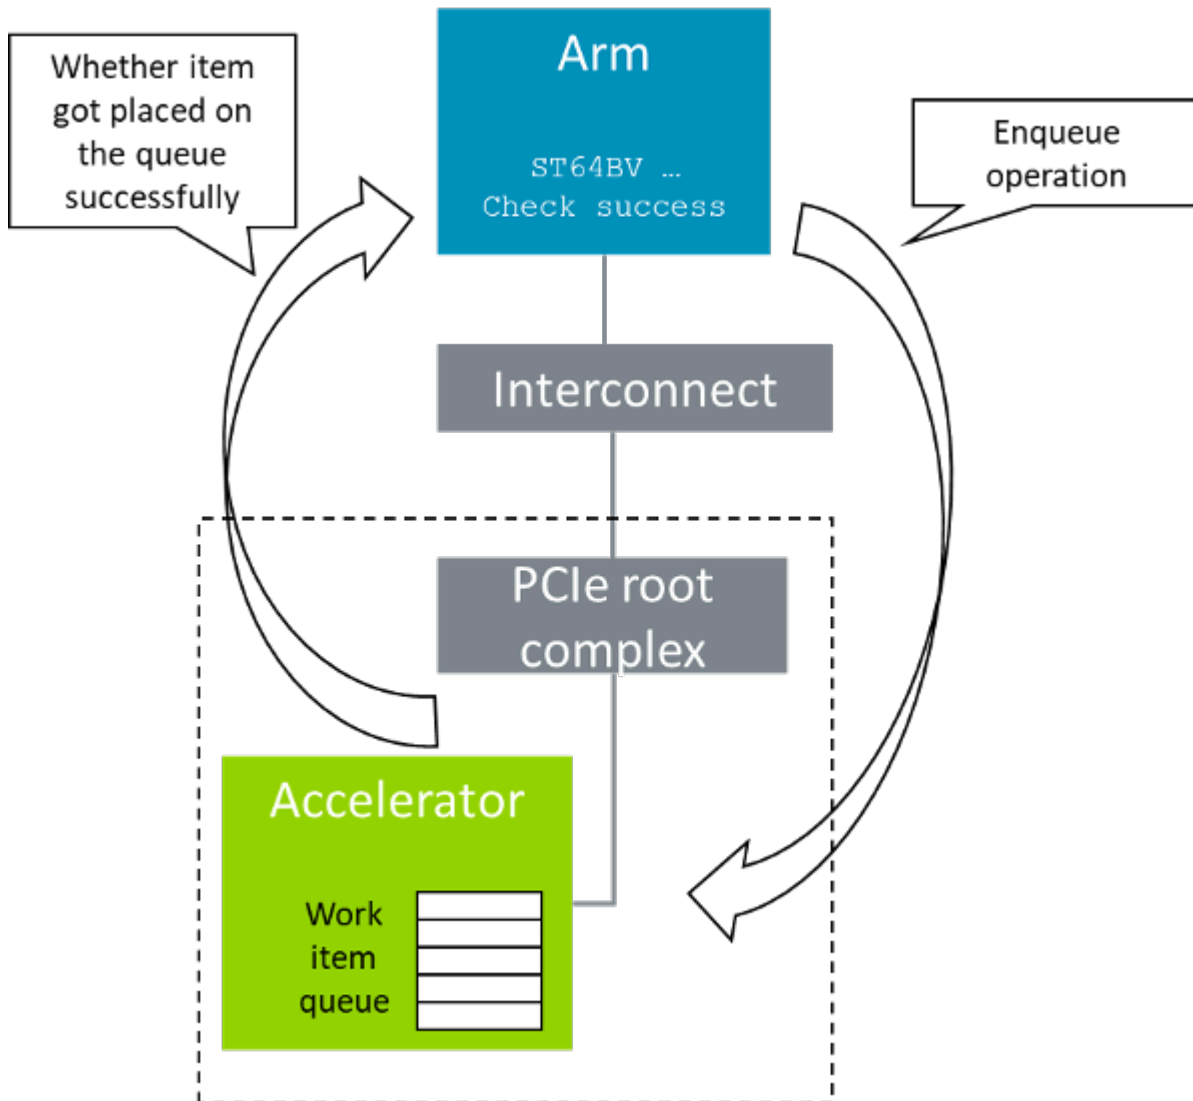 Whether item
got placed on
the queue
successfully
Arm
ST64BV …
Check success
Enqueue
operation
Interconnect
PCIe root
complex
Accelerator
Work
item
queue